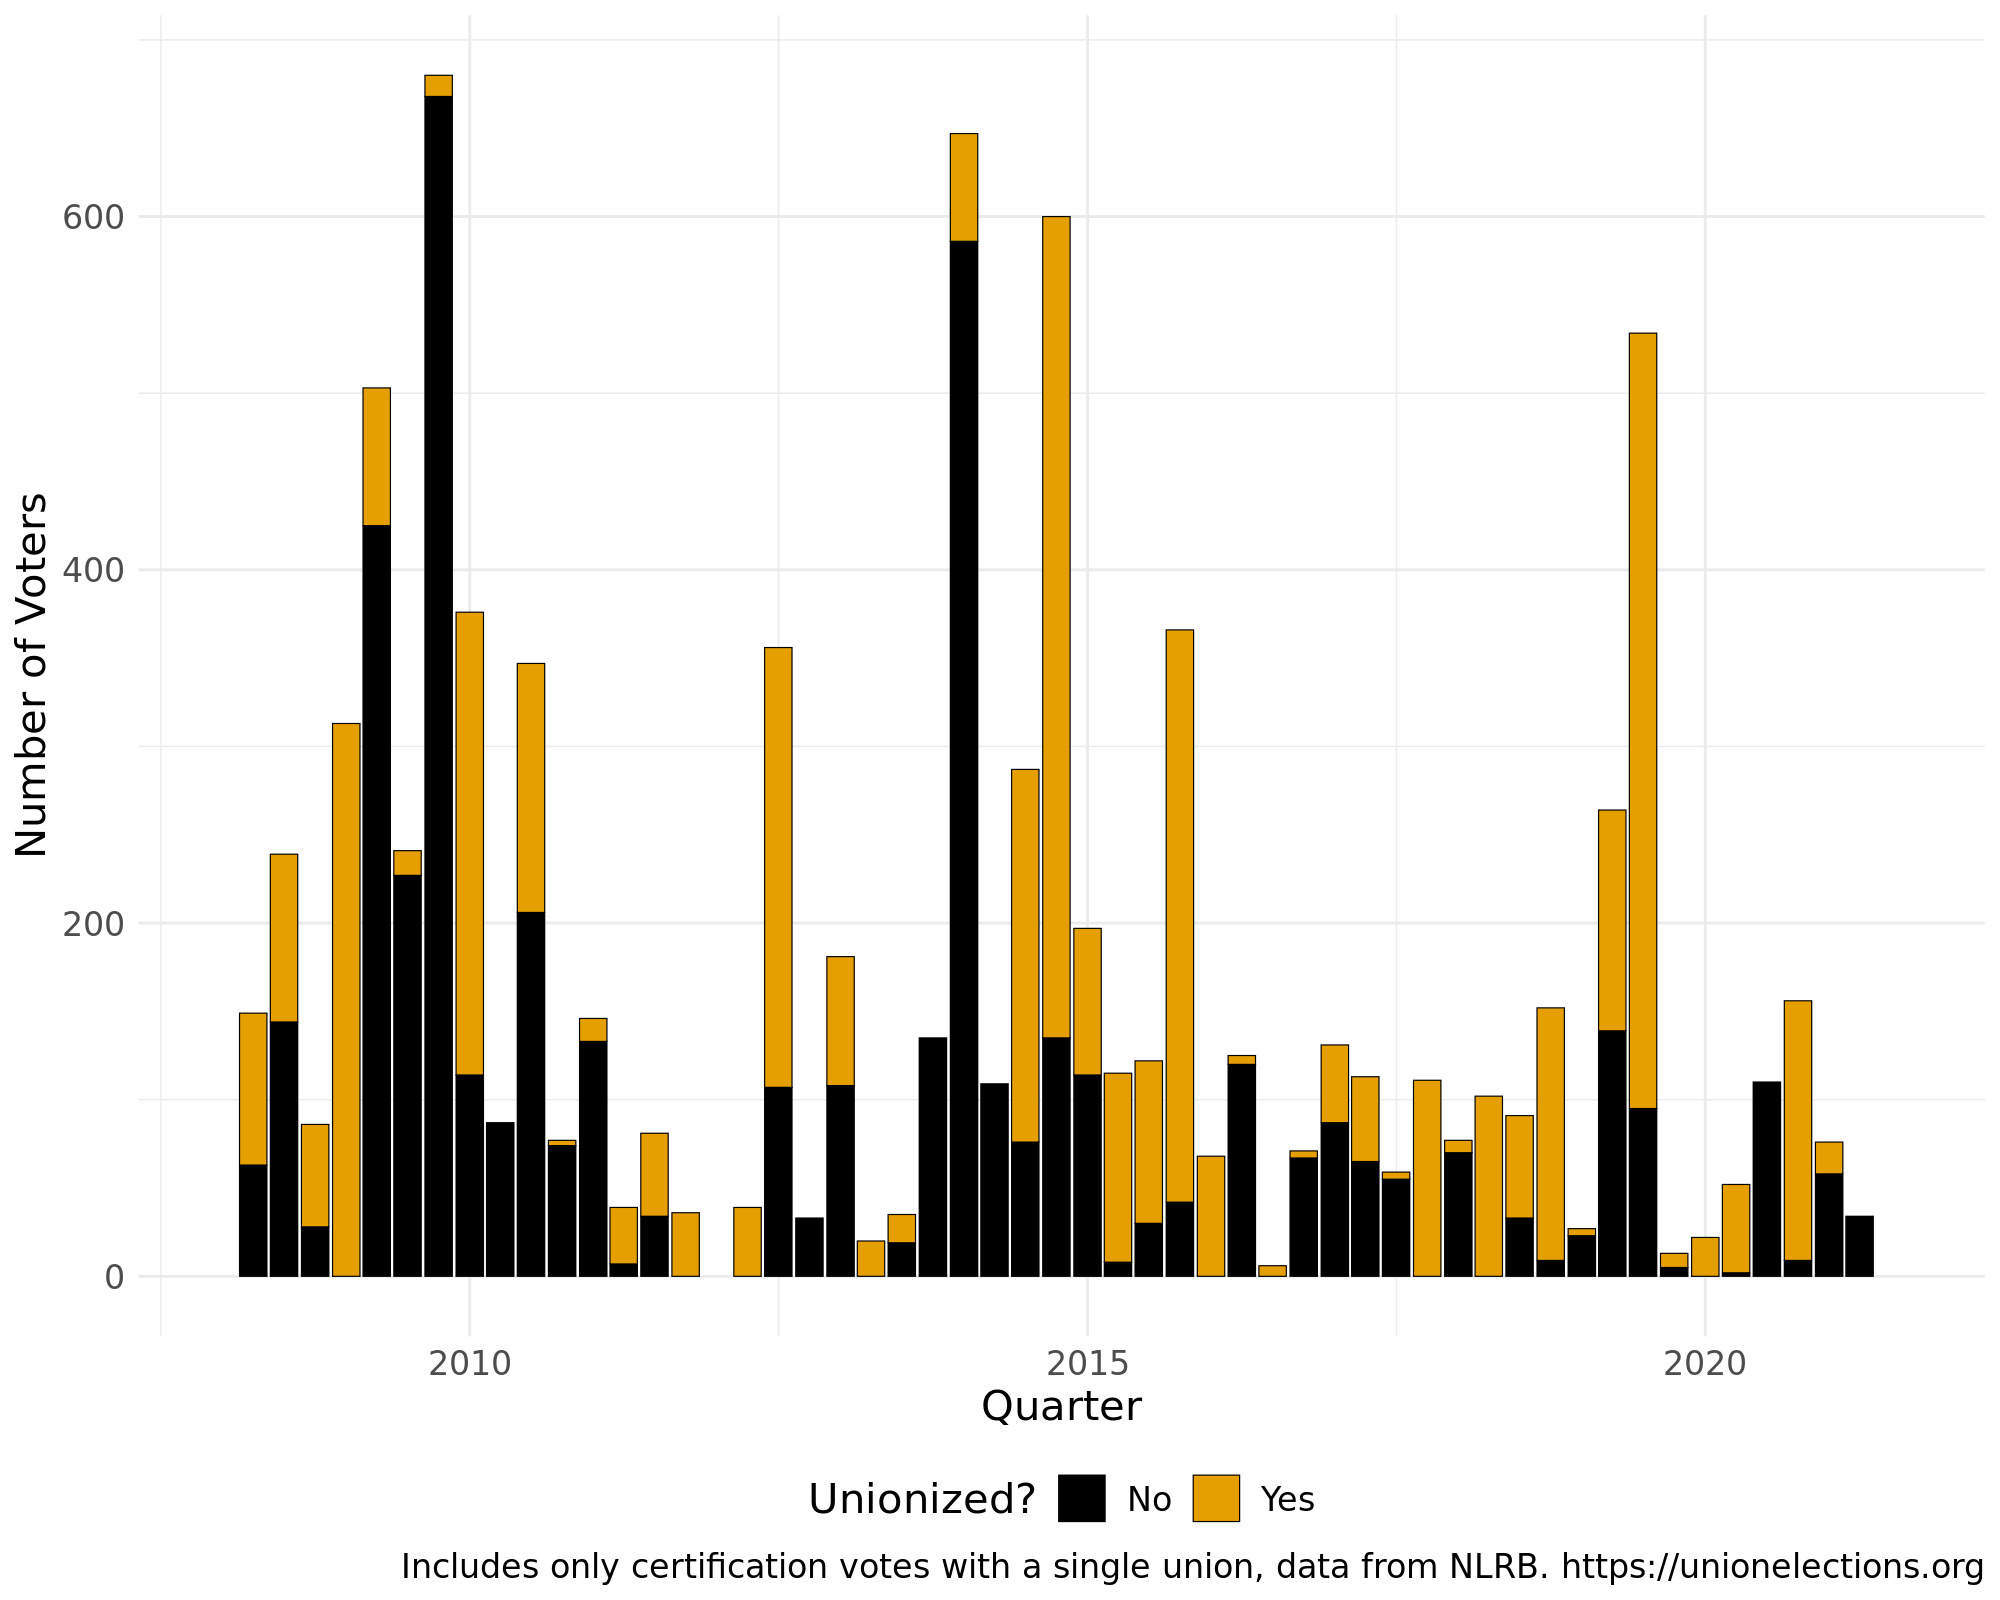 600
400
200
0
Number of Voters
2010 2015 2020
Quarter
Unionized? No Yes
Includes only certification votes with a single union, data from NLRB. https://unionelections.org